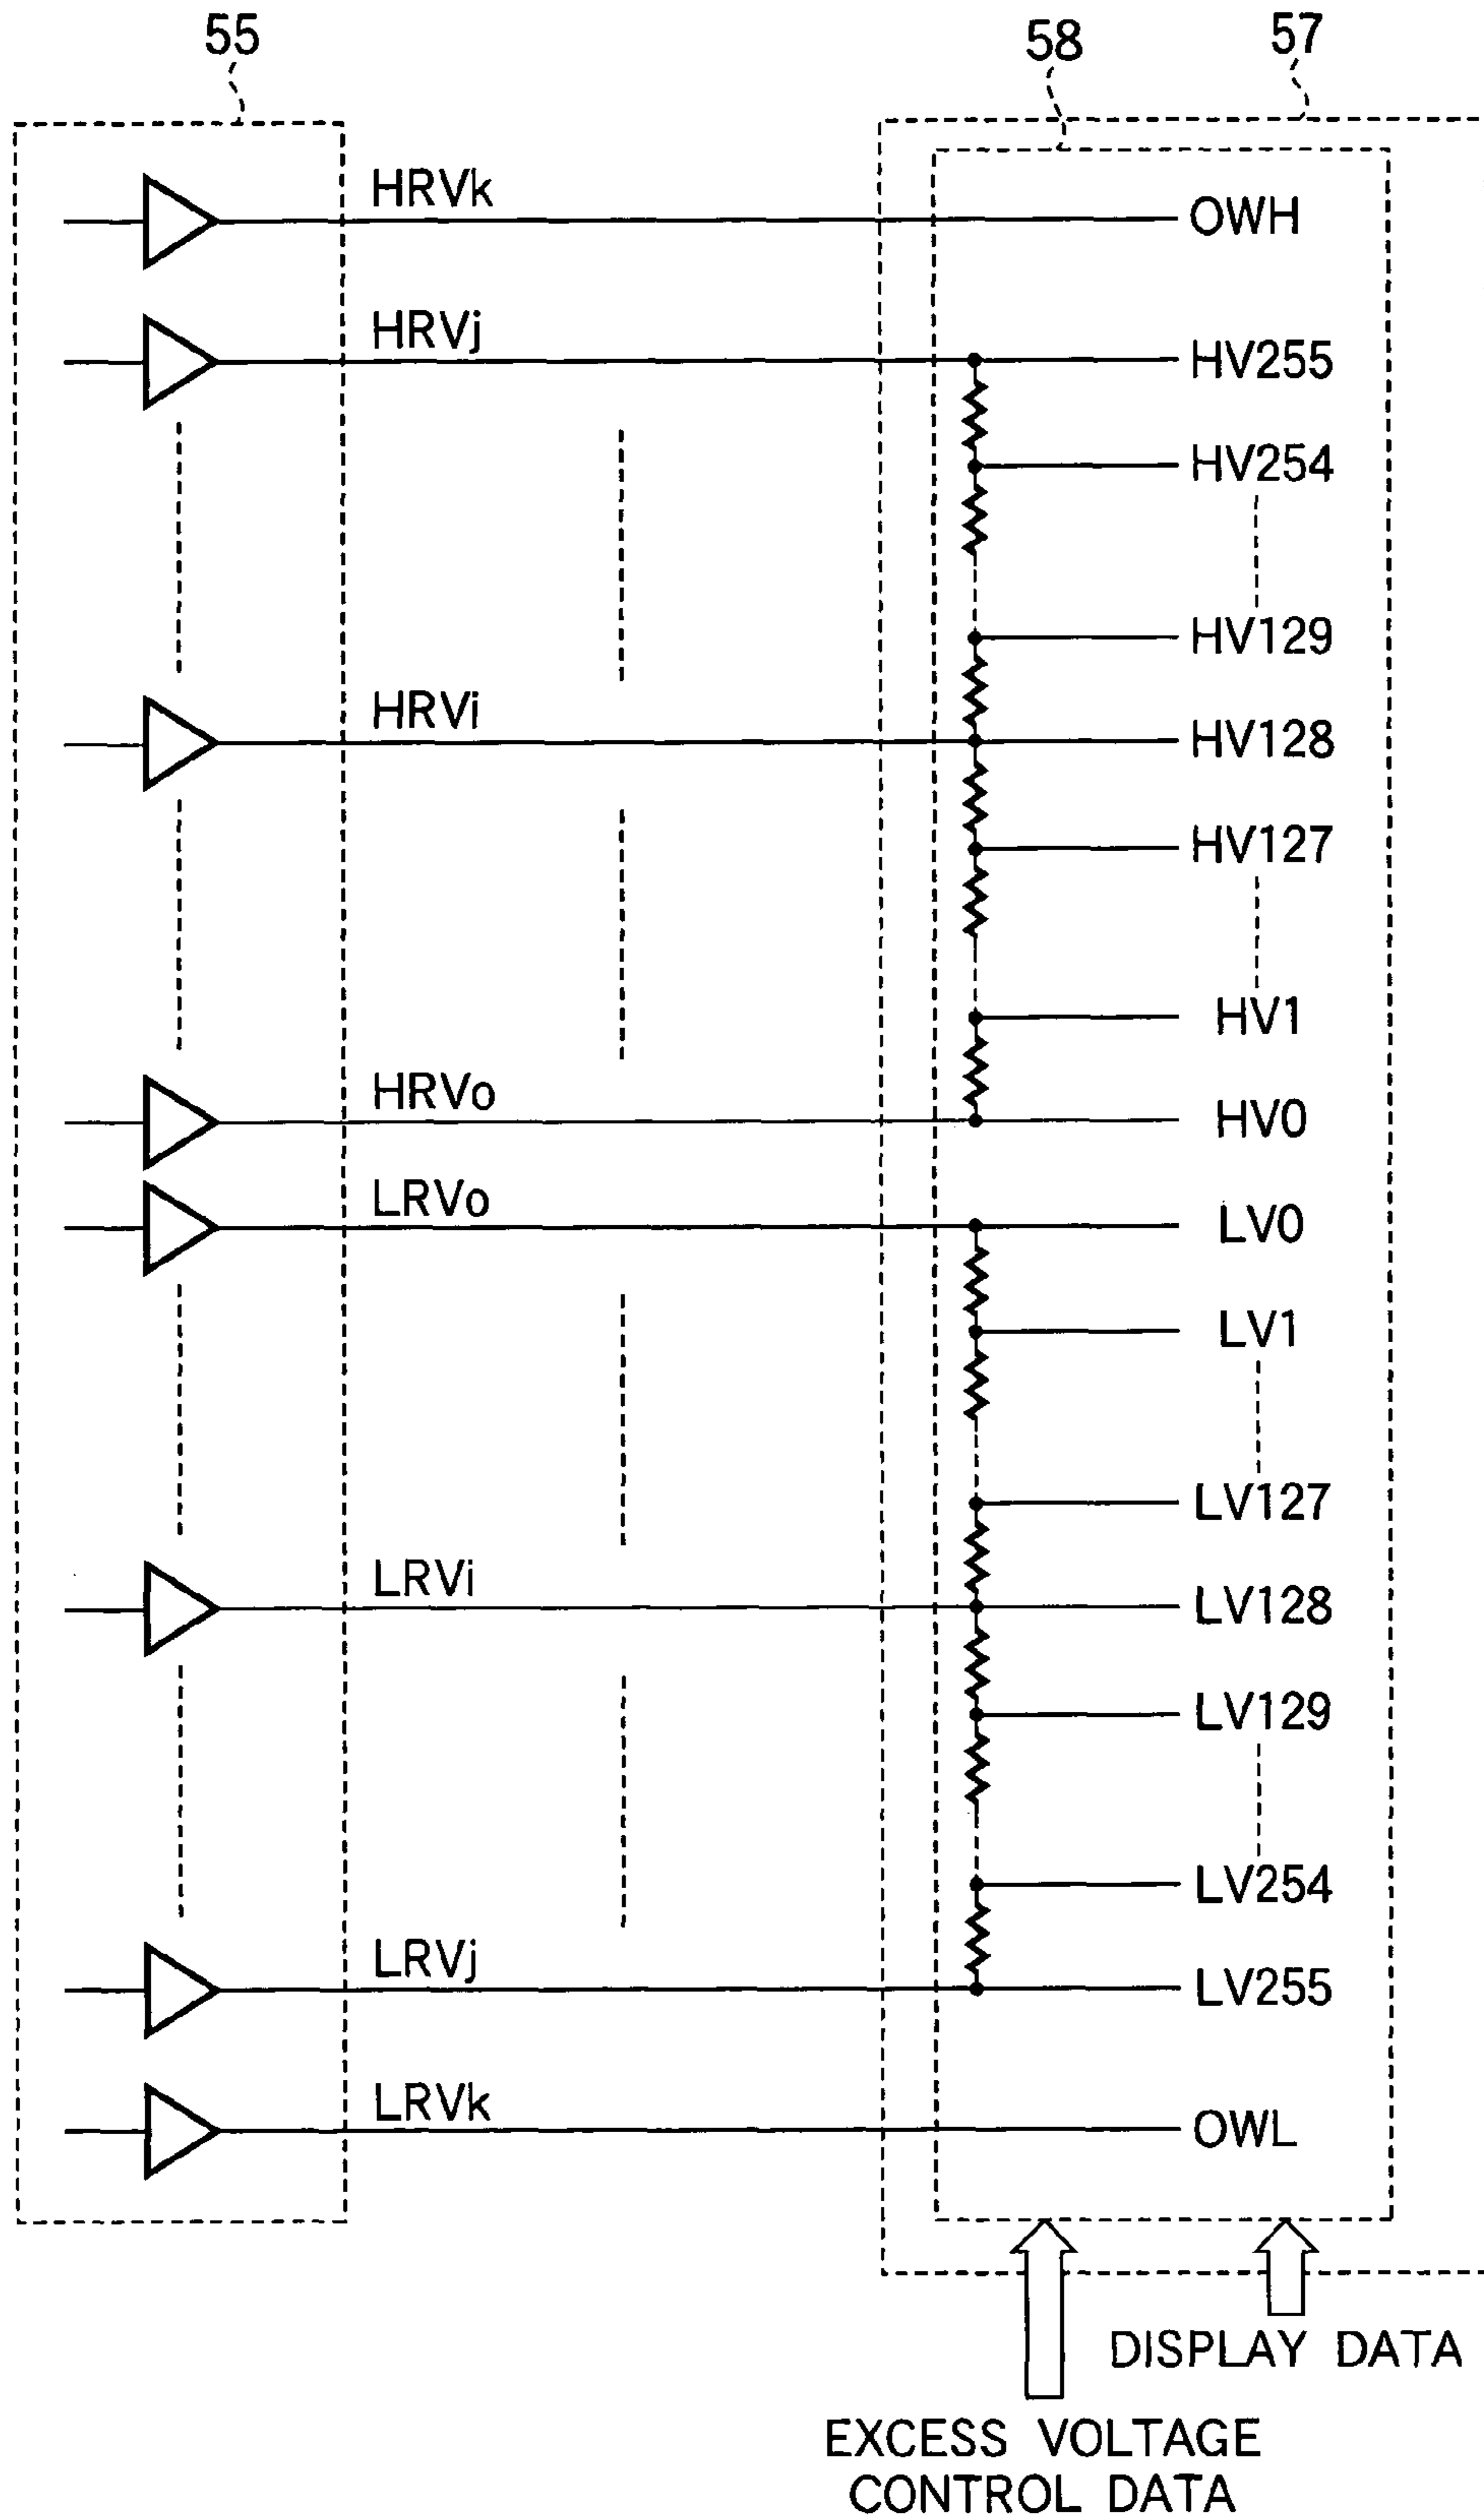 55
58
57
HRVk
OWH
HRVj
HV255
HV254
HV129
HRVi
HV128
HV127
HV1
HRVo
HV0
LRVo
LV0
LV1
LV127
LRVi
LV128
LV129
LV254
LRVj
LV255
LRVk
OWL
DISPLAY DATA
EXCESS VOLTAGE
CONTROL DATA